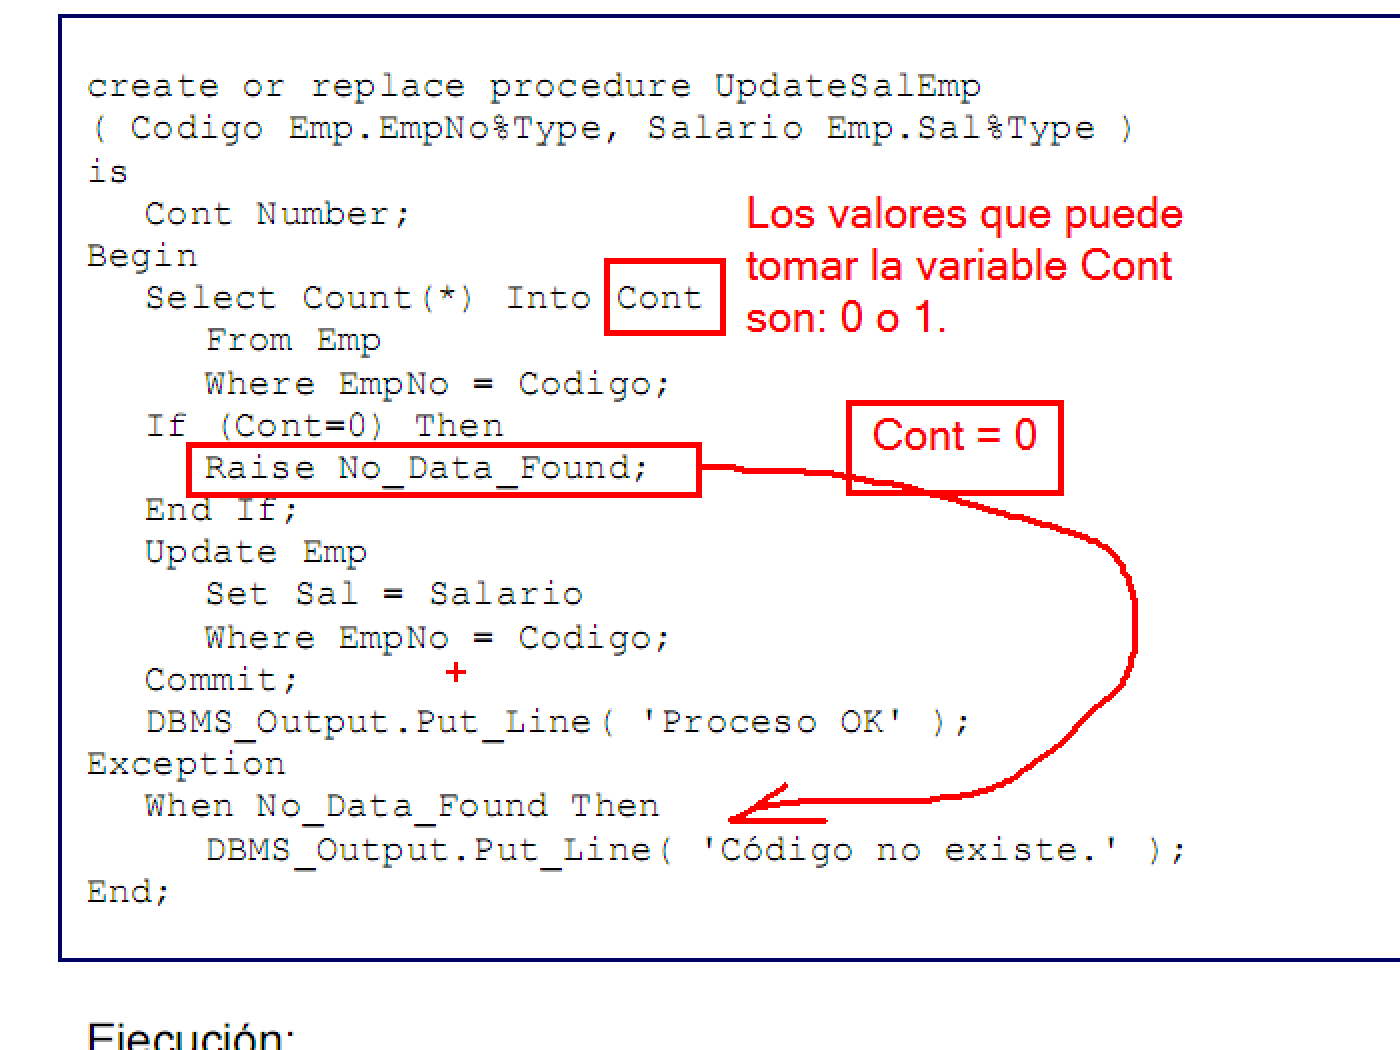 create or replace procedure UpdateSalEmp
( Codigo Emp.EmpNo%Type, Salario Emp.Sal%Type )
is
Cont Number;
Begin
Select Count(*) Into Cont
From Emp
Where EmpNo = Codigo;
If (Cont=0) Then
Raise No_Data_Found;
End If;
Update Emp
Set Sal = Salario
Where EmpNo = Codigo;
Commit;
DBMS_Output.Put_Line( 'Proceso OK' );
Exception
When No_Data_Found Then
DBMS_Output.Put_Line( 'Código no existe.' );
End;
Los valores que puede
tomar la variable Cont
son: 0 o 1.
Cont = 0
Ejecución: